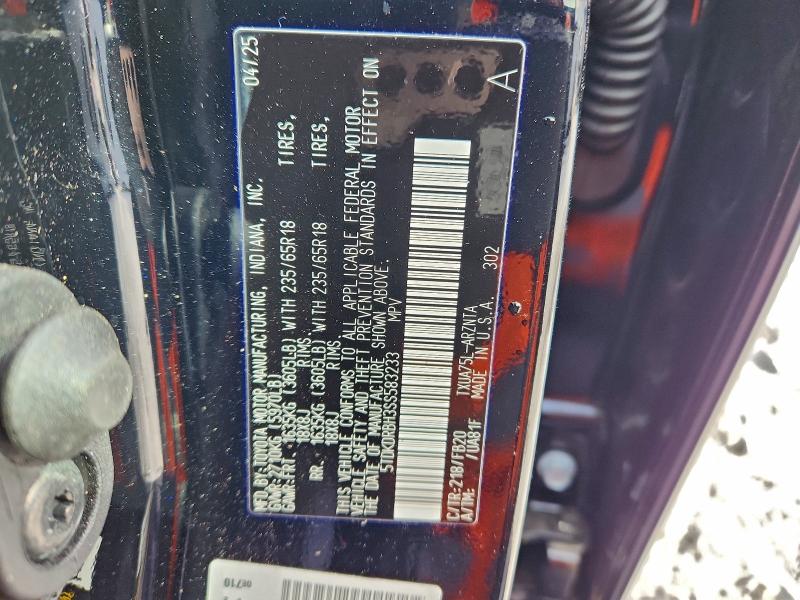 MFD. BY: TOYOTA MOTOR MANUFACTURING, INDIANA, INC. 04/25
GVWR: 2710KG (5970LB)
GAWR: FRT. 1635KG (3605LB) WITH 235/65R18 TIRES,
18X8J RIMS
RR. 1635KG (3605LB) WITH 235/65R18 TIRES,
18X8J RIMS
THIS VEHICLE CONFORMS TO ALL APPLICABLE FEDERAL MOTOR
VEHICLE SAFETY AND THEFT PREVENTION STANDARDS IN EFFECT ON
THE DATE OF MANUFACTURE SHOWN ABOVE.
MPV
C/TR: 218/FB20 TXUA75L-ARZNTA
A/TM: /UAB1F MADE IN U.S.A. 302
A